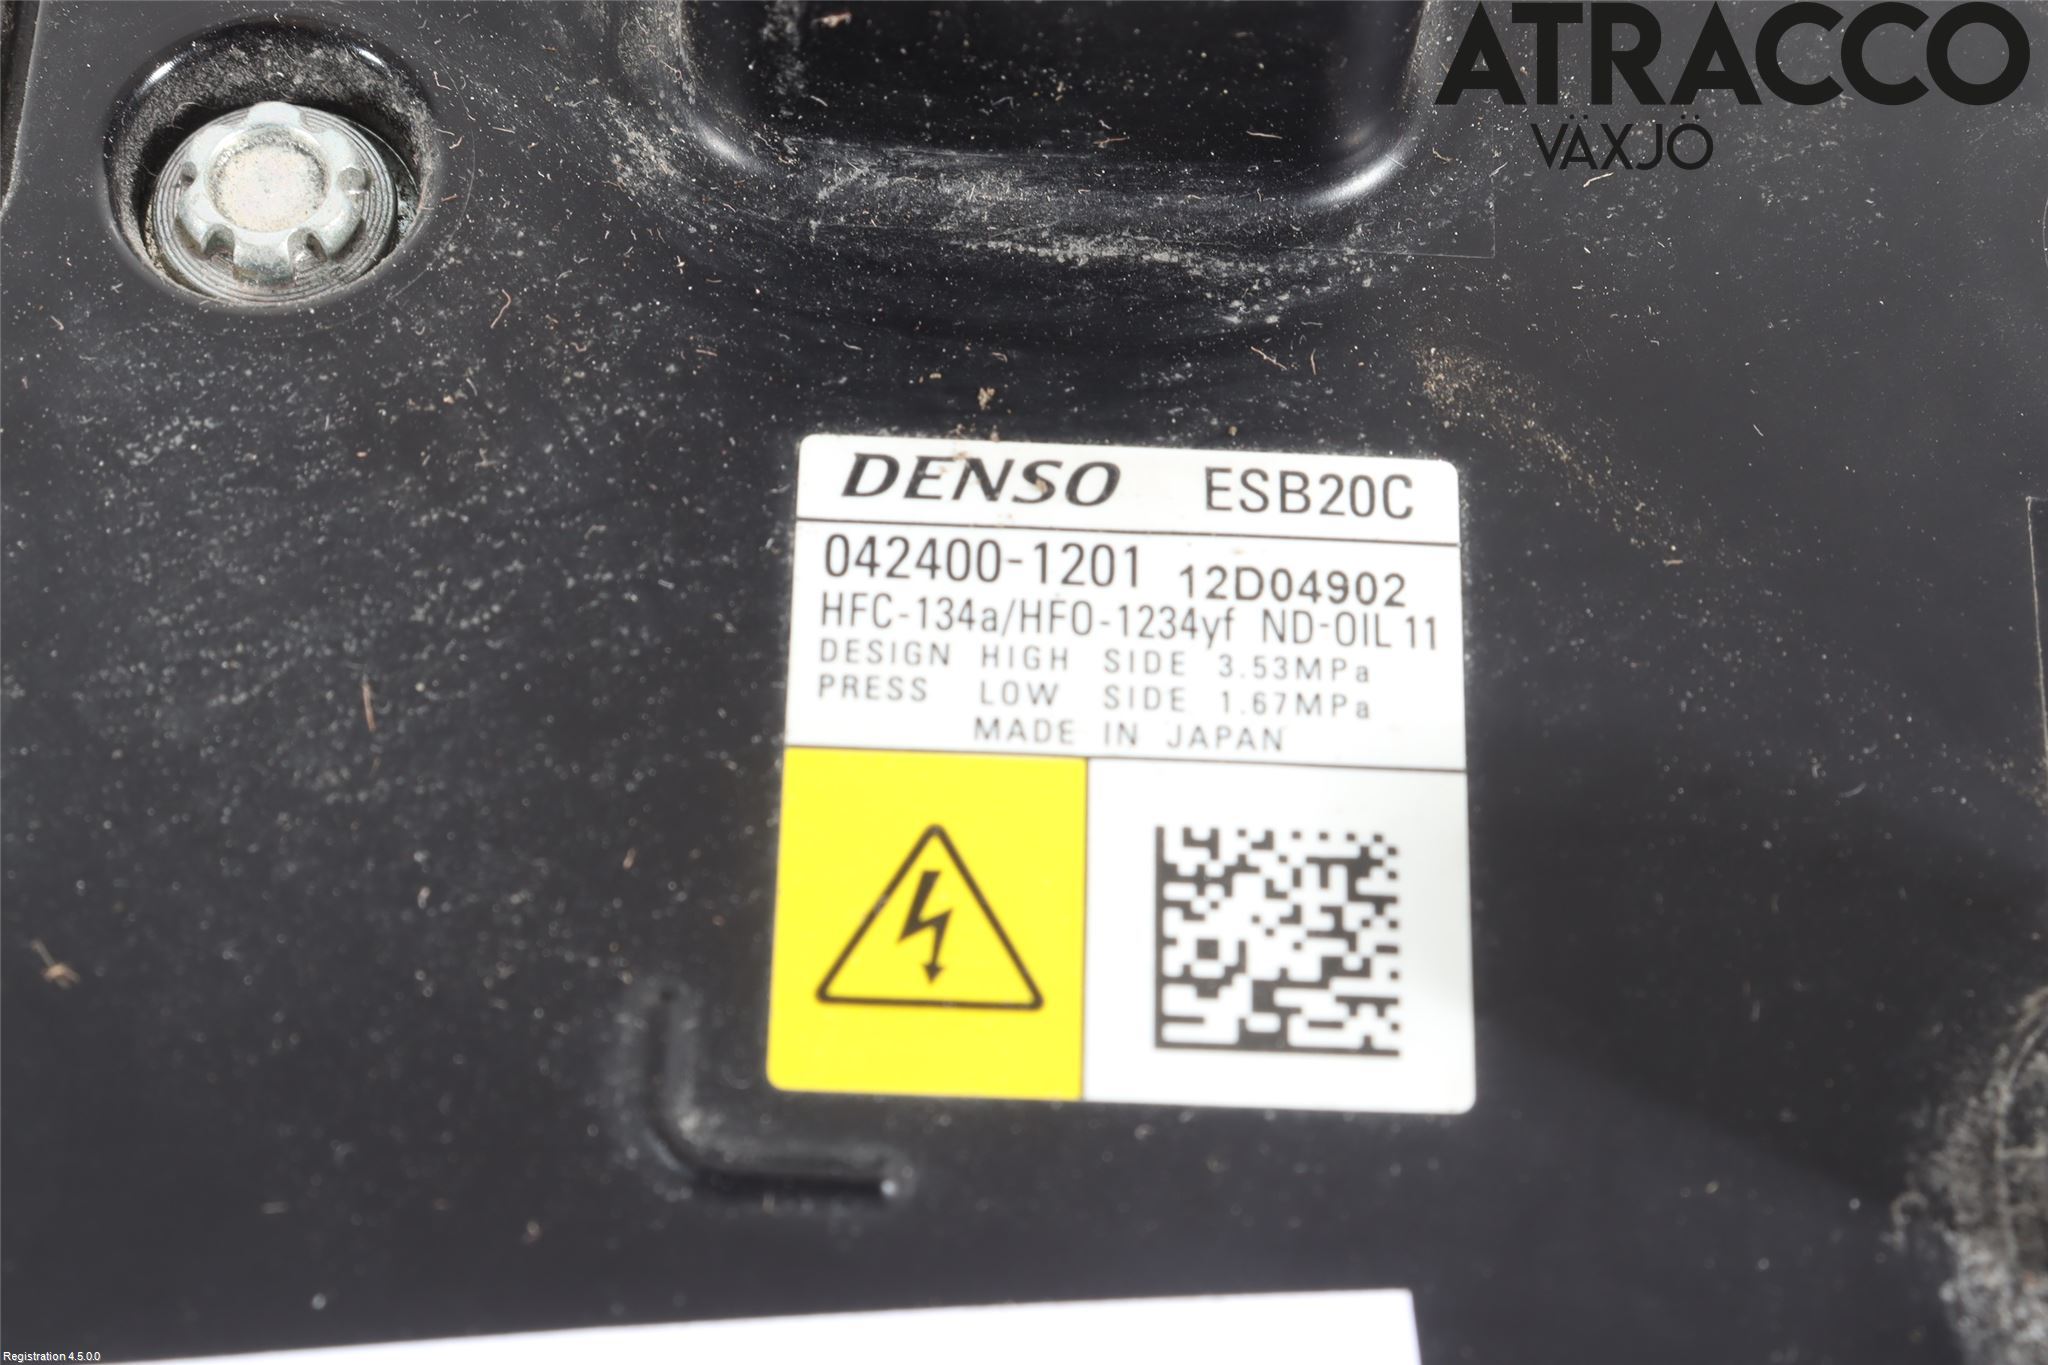 ATRACCO
VÄXJÖ
DENSO ESB20C
042400-1201 12D04902
HFC-134a/HFO-1234yf ND-OIL 11
DESIGN HIGH SIDE 3.53MPa
PRESS LOW SIDE 1.67MPa
MADE IN JAPAN
Registration 4.5.0.0